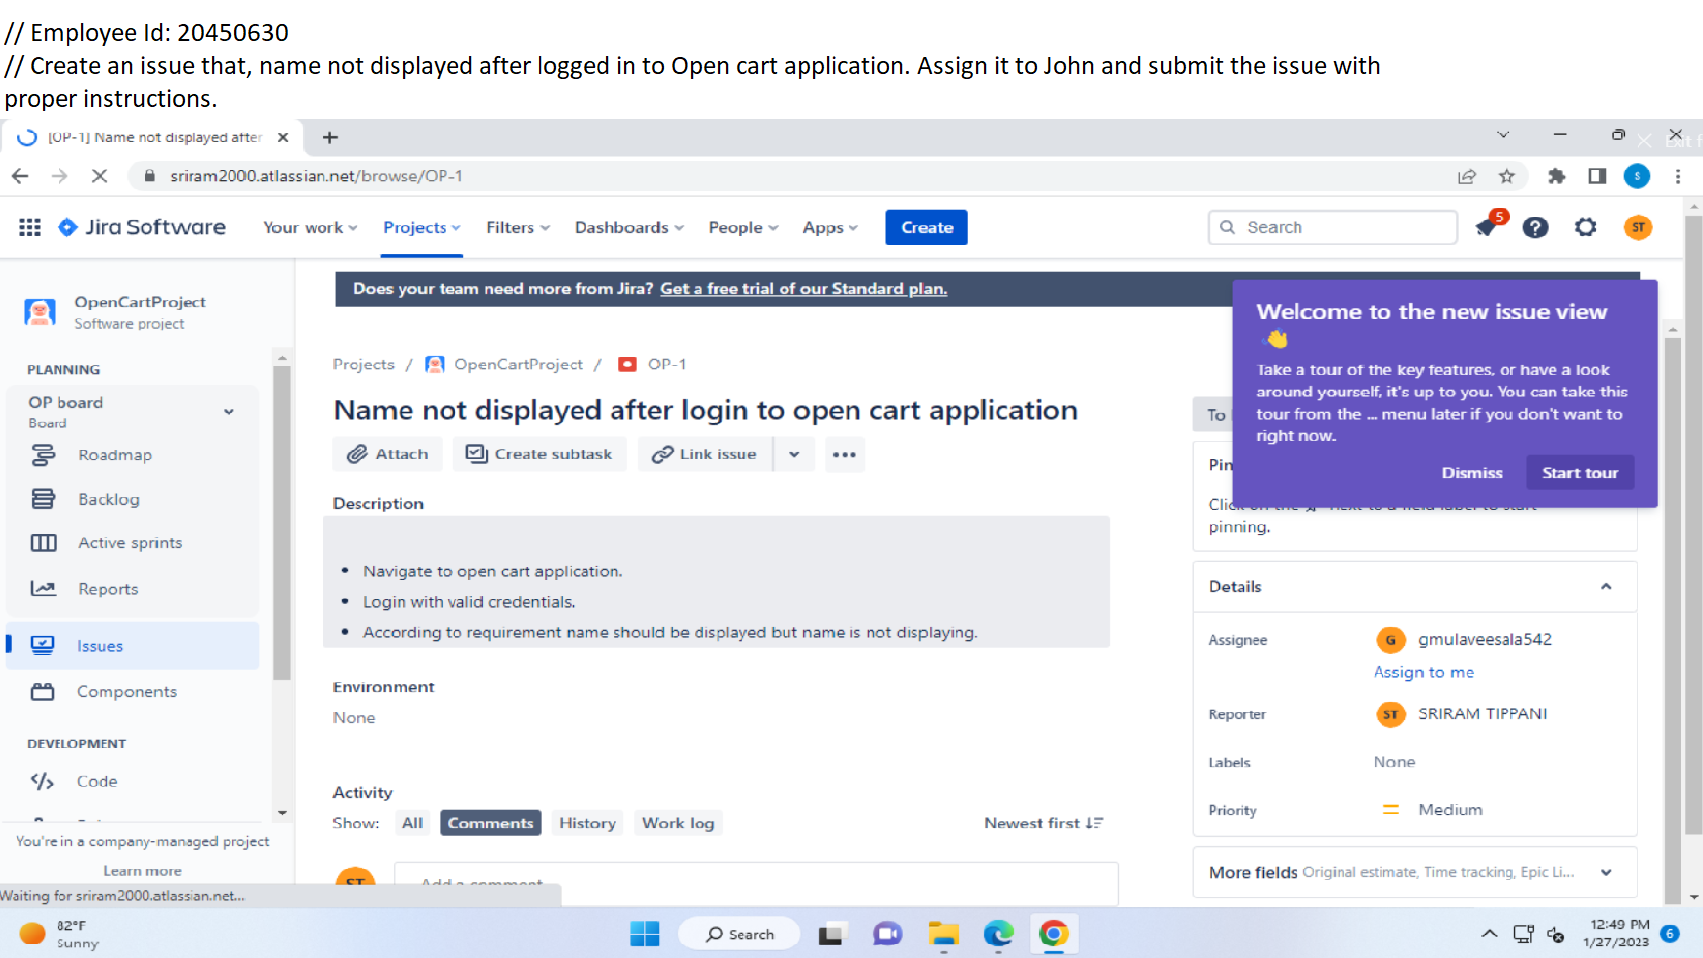 // Employee Id: 20450630
// Create an issue that, name not displayed after logged in to Open cart application. Assign it to John and submit the issue with
proper instructions.
[OP-1] Name not displayed after
sriram2000.atlassian.net/browse/OP-1
Jira Software
Your work
Projects
Filters
Dashboards
People
Apps
Create
Search
5
ST
S
OpenCartProject
Software project
PLANNING
OP board
Board
Roadmap
Backlog
Active sprints
Reports
Issues
Components
DEVELOPMENT
Code
You're in a company-managed project
Learn more
Waiting for sriram2000.atlassian.net...
Does your team need more from Jira? Get a free trial of our Standard plan.
Projects / OpenCartProject / OP-1
Name not displayed after login to open cart application
Attach
Create subtask
Link issue
Description
Navigate to open cart application.
Login with valid credentials.
According to requirement name should be displayed but name is not displaying.
Environment
None
Activity
Show: All Comments History Work log
Newest first
ST
Add a comment
Welcome to the new issue view
Take a tour of the key features, or have a look
around yourself, it's up to you. You can take this
tour from the ... menu later if you don't want to
right now.
Dismiss
Start tour
To
Pin
pinning.
Details
Assignee
G gmulaveesala542
Assign to me
Reporter
ST SRIRAM TIPPANI
Labels
None
Priority
Medium
More fields Original estimate, Time tracking, Epic Li...
82°F
Sunny
Search
12:49 PM
1/27/2023
6